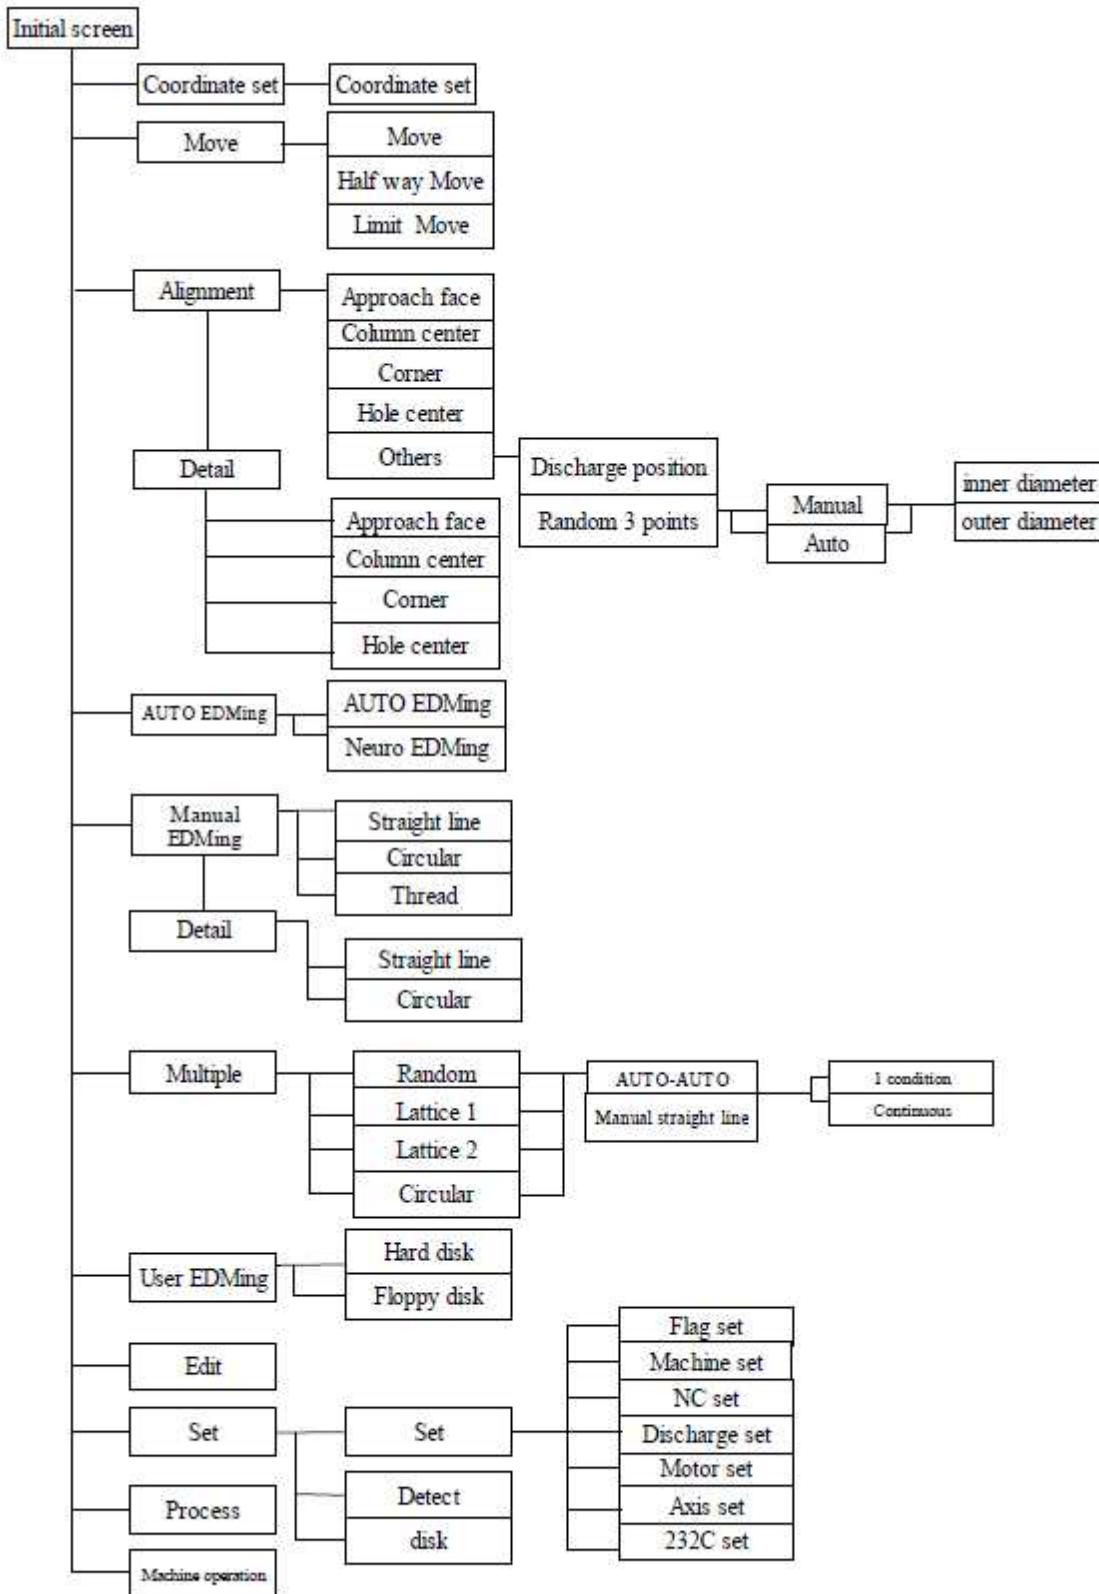 Initial screen
Coordinate set
Coordinate set
Move
Move
Half way Move
Limit Move
Alignment
Approach face
Column center
Corner
Hole center
Others
Discharge position
Random 3 points
Manual
Auto
inner diameter
outer diameter
Detail
Approach face
Column center
Corner
Hole center
AUTO EDMing
AUTO EDMing
Neuro EDMing
Manual
EDMing
Straight line
Circular
Thread
Detail
Straight line
Circular
Multiple
Random
Lattice 1
Lattice 2
Circular
AUTO-AUTO
Manual straight line
1 condition
Continuous
User EDMing
Hard disk
Floppy disk
Edit
Set
Set
Detect
disk
Flag set
Machine set
NC set
Discharge set
Motor set
Axis set
232C set
Process
Machine operation